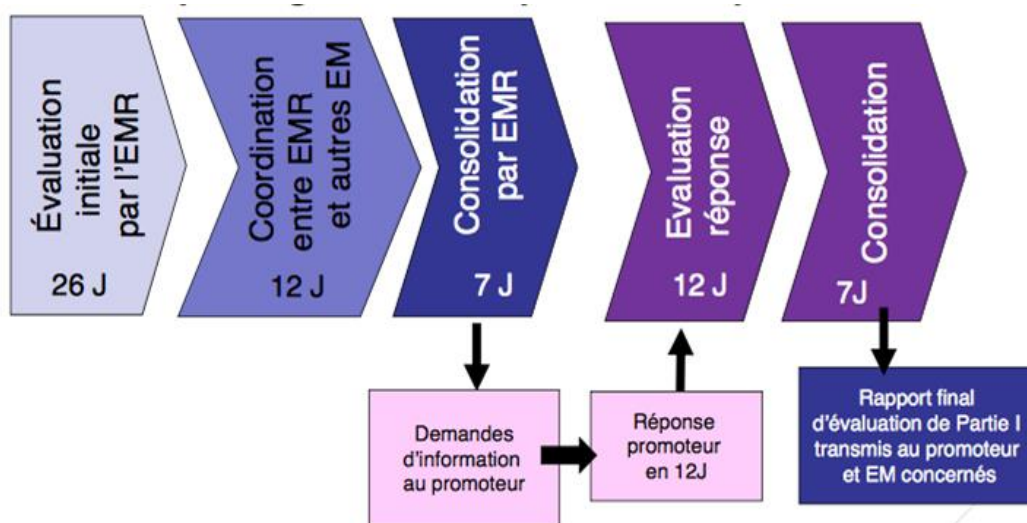 Évaluation
initiale
par l'EMR
26 J
Coordination
entre EMR
et autres EM
12 J
Consolidation
par EMR
7 J
Evaluation
réponse
12 J
Consolidation
7J
Demandes
d'information
au promoteur
Réponse
promoteur
en 12J
Rapport final
d'évaluation de Partie I
transmis au promoteur
et EM concernés